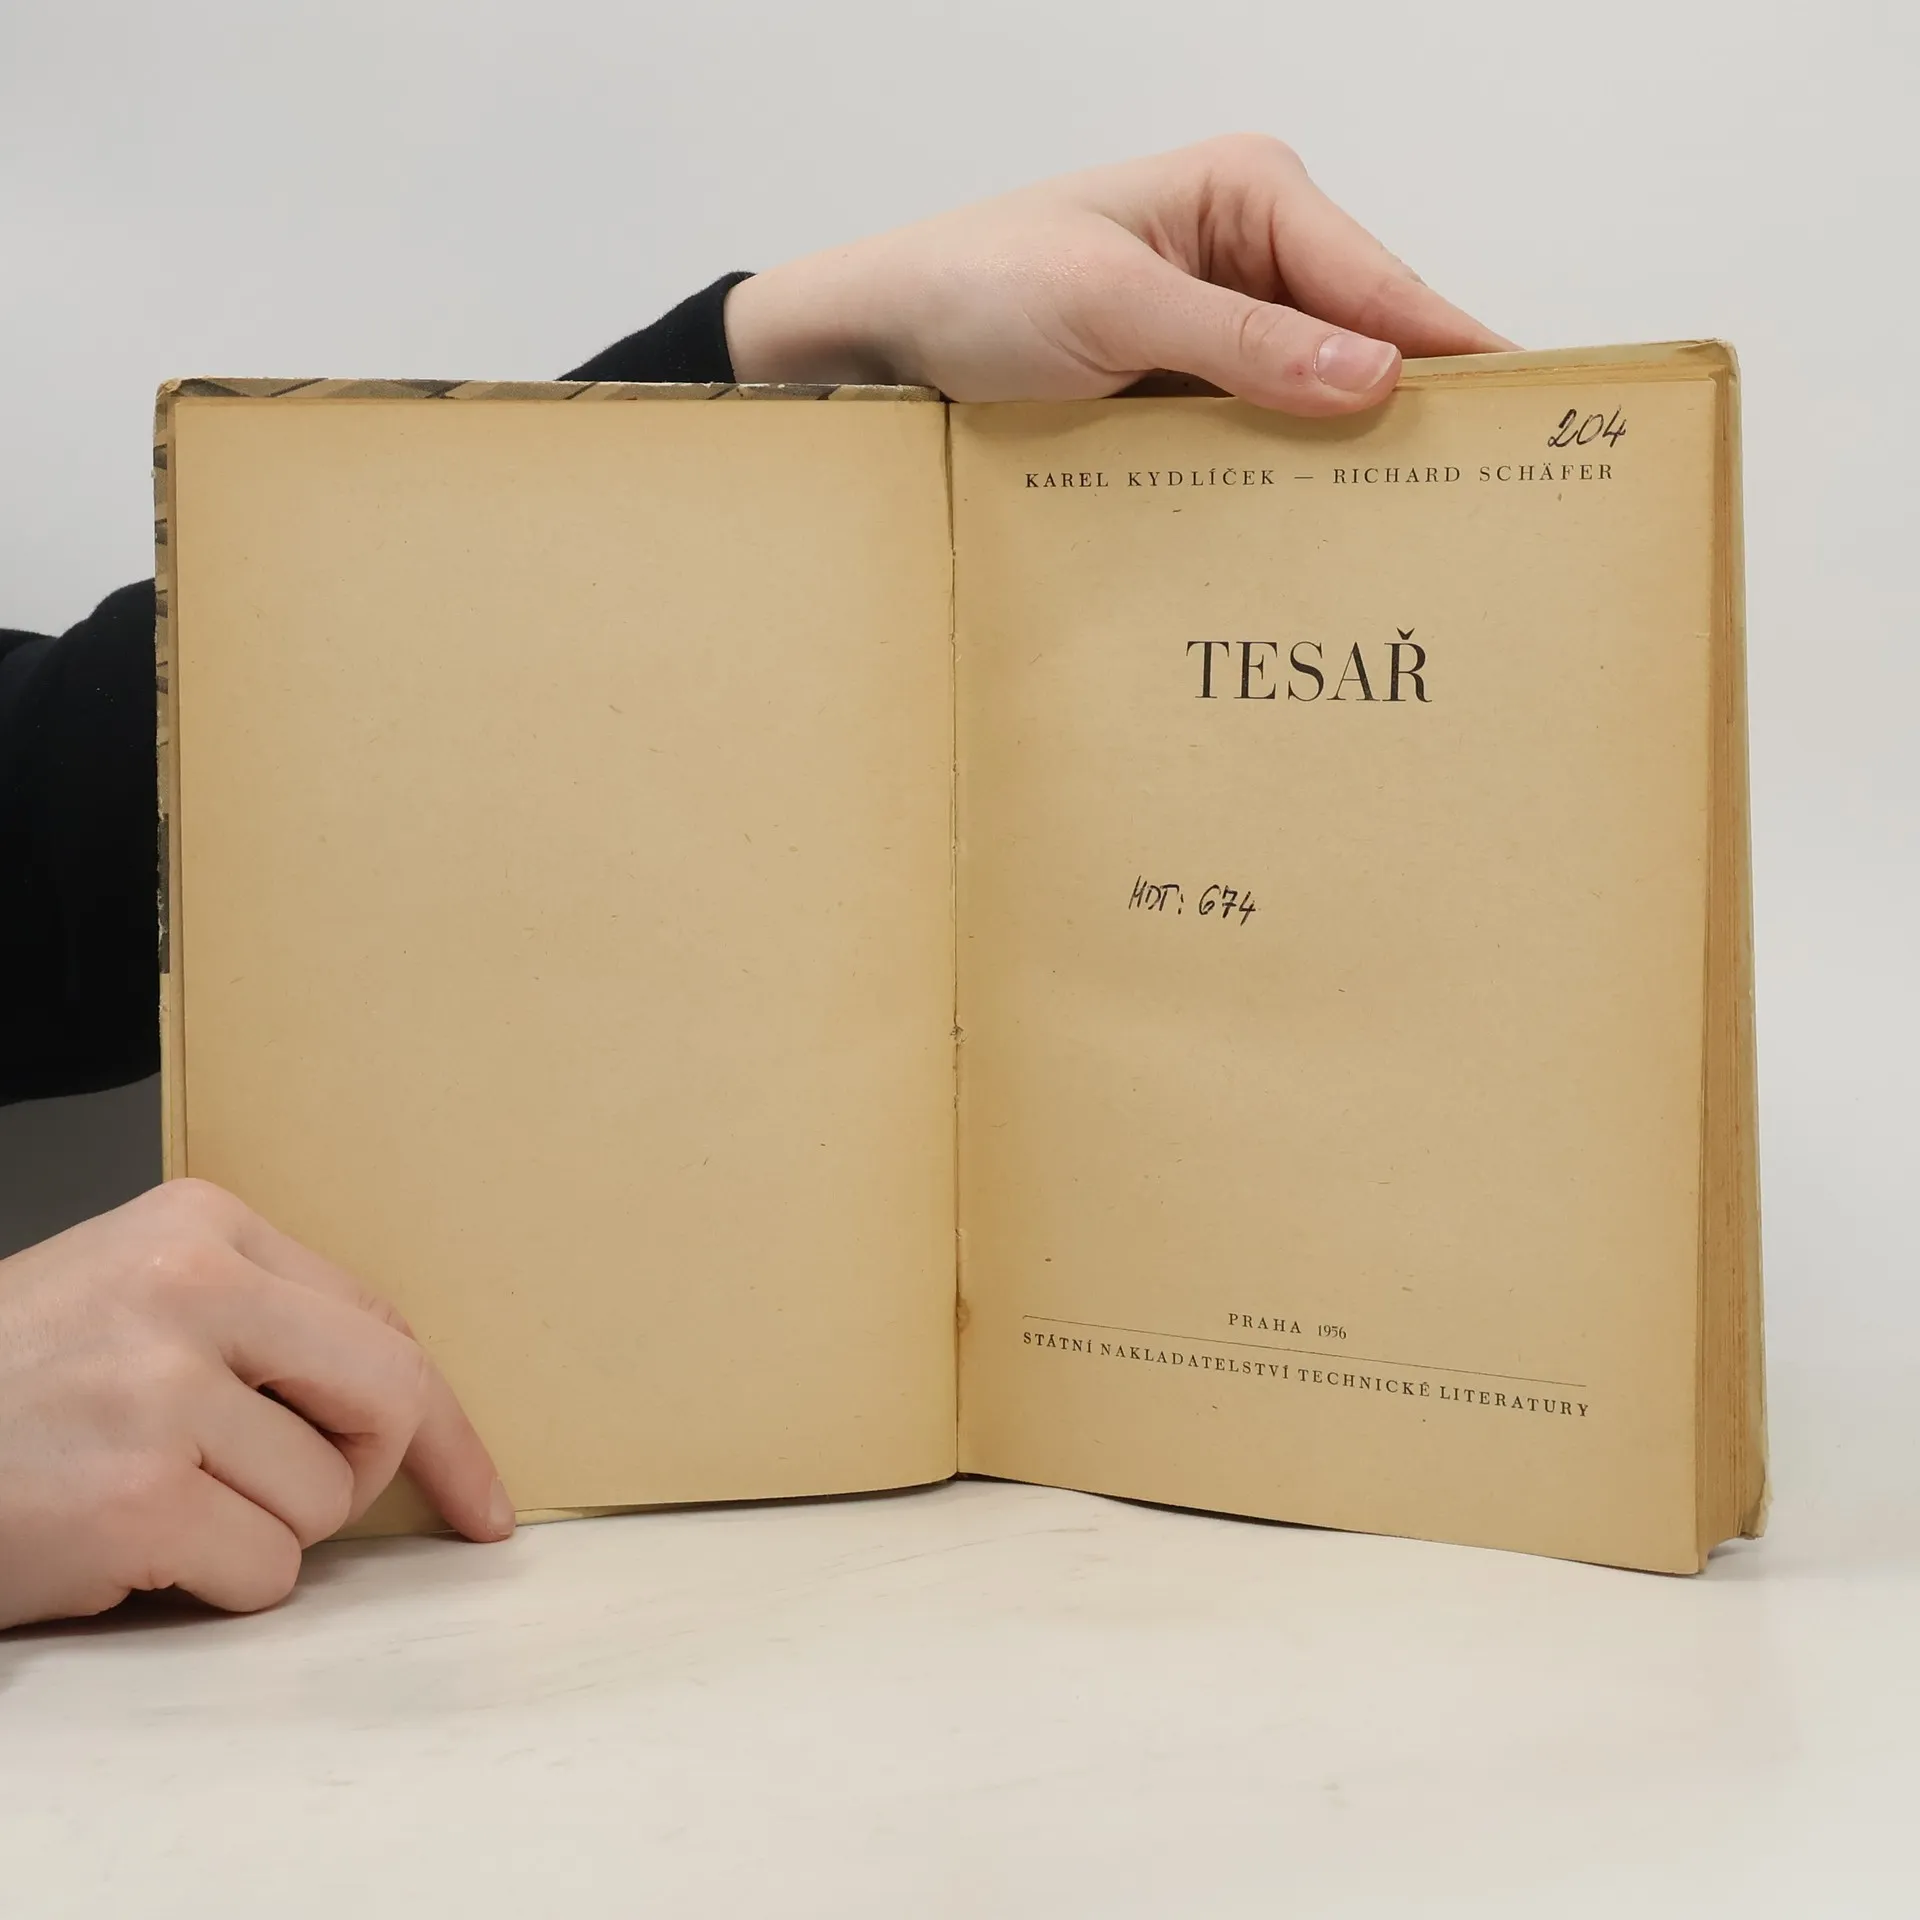 204
KAREL KYDLÍČEK — RICHARD SCHÄFER
TESAŘ
MDT: 674
PRAHA 1956
STÁTNÍ NAKLADATELSTVÍ TECHNICKÉ LITERATURY